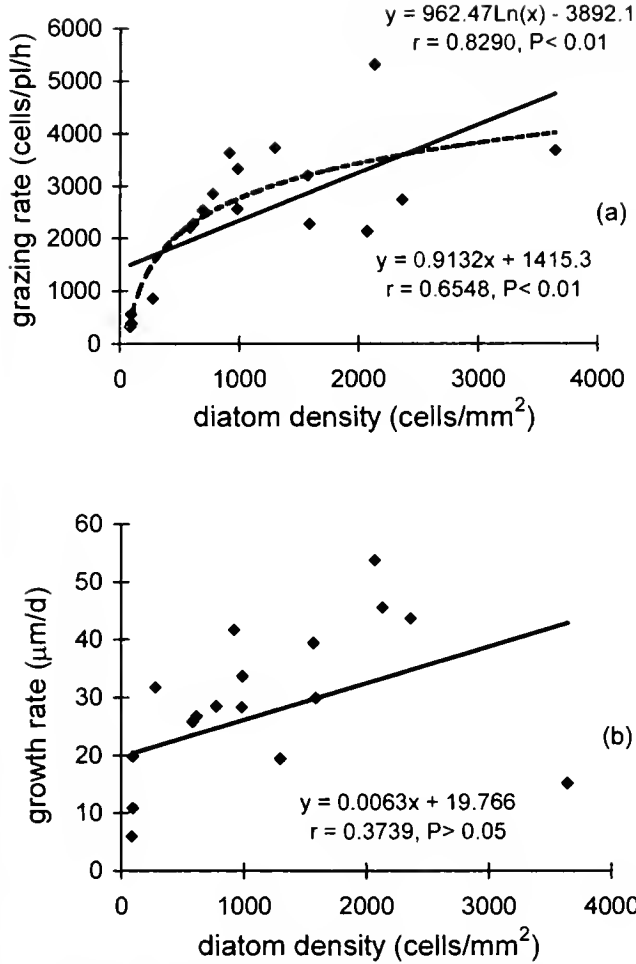 y = 962.47Ln(x) - 3892.1
r = 0.8290, P< 0.01
6000
5000
4000
3000
2000
1000
0
grazing rate (cells/pl/h)
(a)
y = 0.9132x + 1415.3
r = 0.6548, P< 0.01
0 1000 2000 3000 4000
diatom density (cells/mm²)
60
50
40
30
20
10
0
growth rate (μm/d)
(b)
y = 0.0063x + 19.766
r = 0.3739, P> 0.05
0 1000 2000 3000 4000
diatom density (cells/mm²)